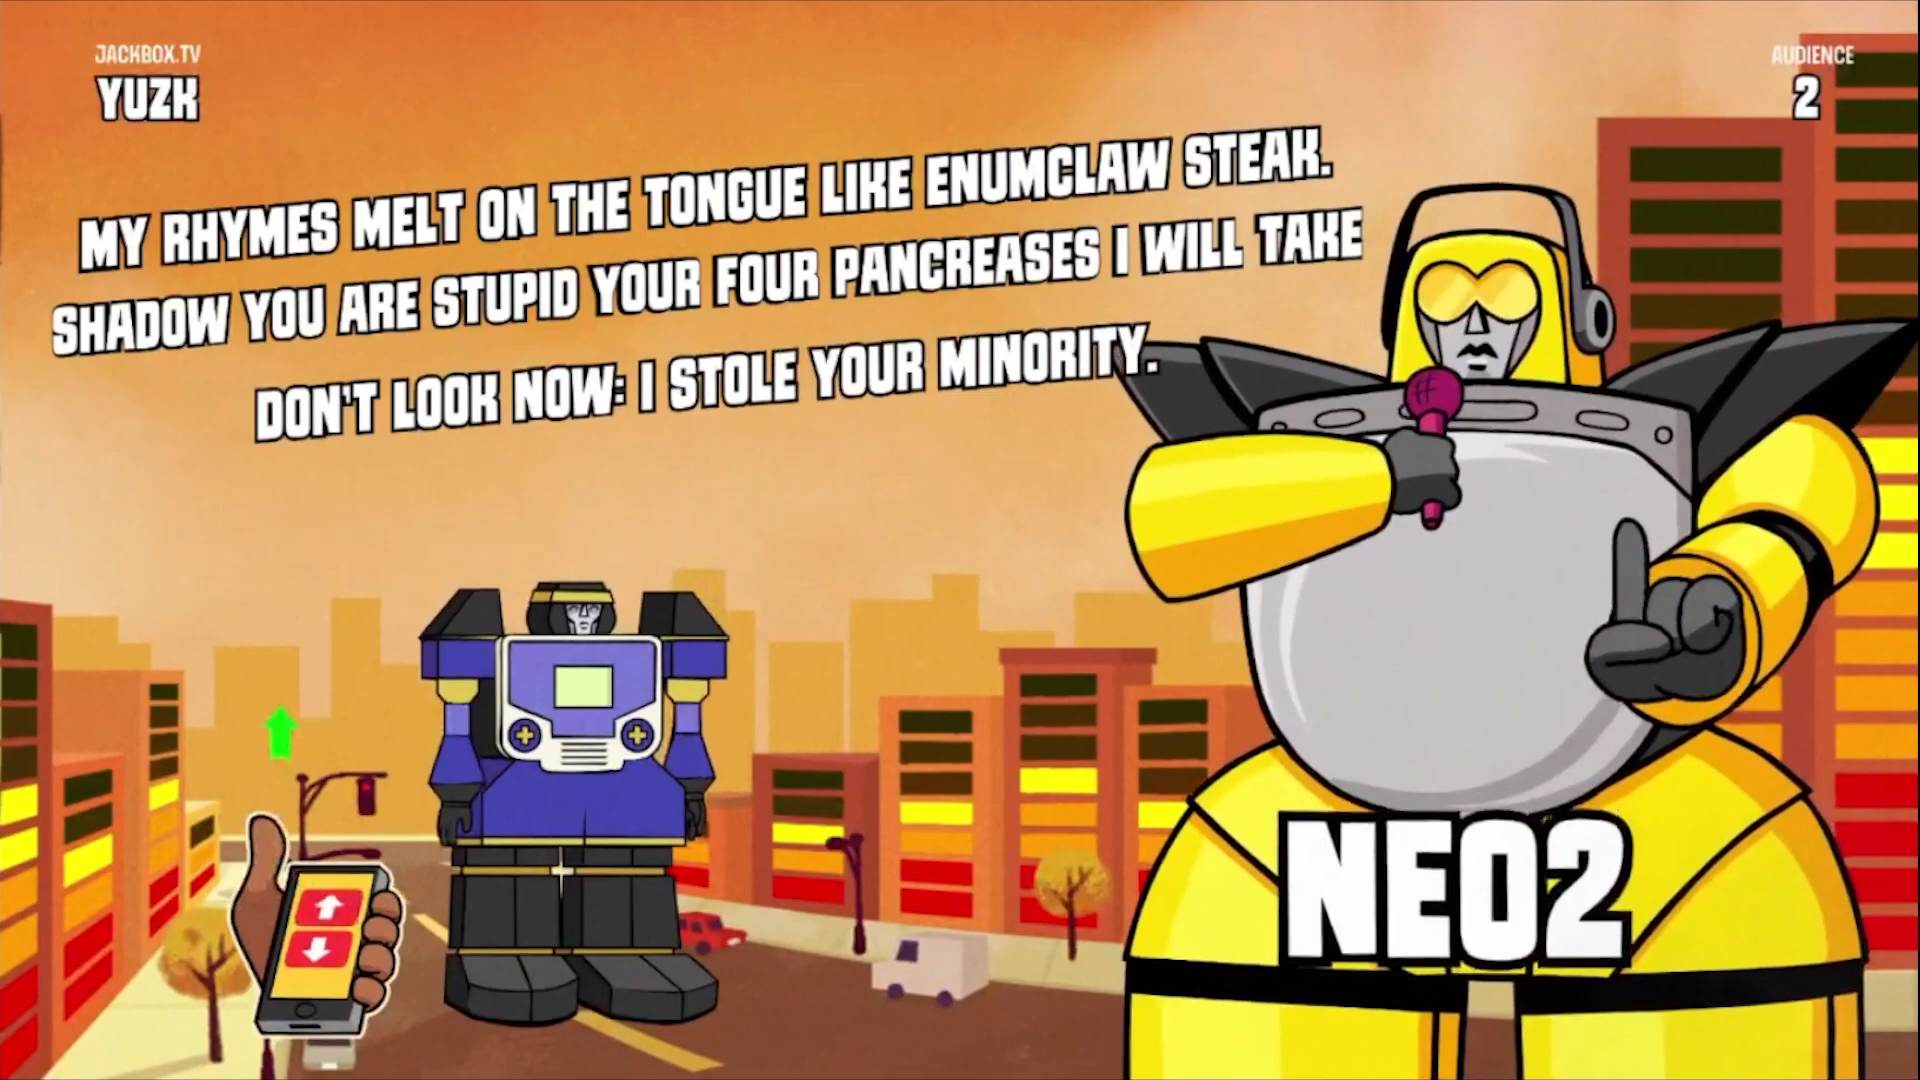 JACKBOX.TV
YUZK
AUDIENCE
2
MY RHYMES MELT ON THE TONGUE LIKE ENUMCLAW STEAK.
SHADOW YOU ARE STUPID YOUR FOUR PANCREASES I WILL TAKE
DON'T LOOK NOW: I STOLE YOUR MINORITY.
NEO2